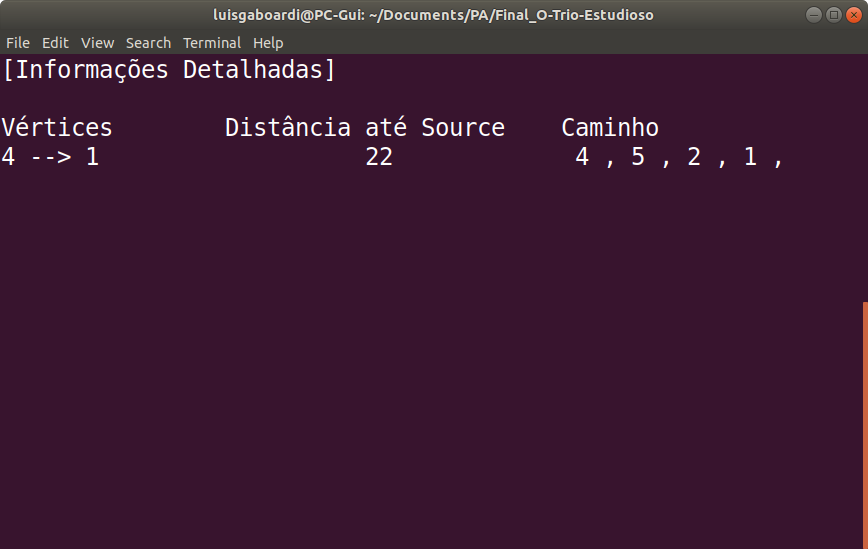 luisgaboardi@PC-Gui: ~/Documents/PA/Final_O-Trio-Estudioso
File Edit View Search Terminal Help
[Informações Detalhadas]
Vértices Distância até Source Caminho
4 --> 1 22 4 , 5 , 2 , 1 ,